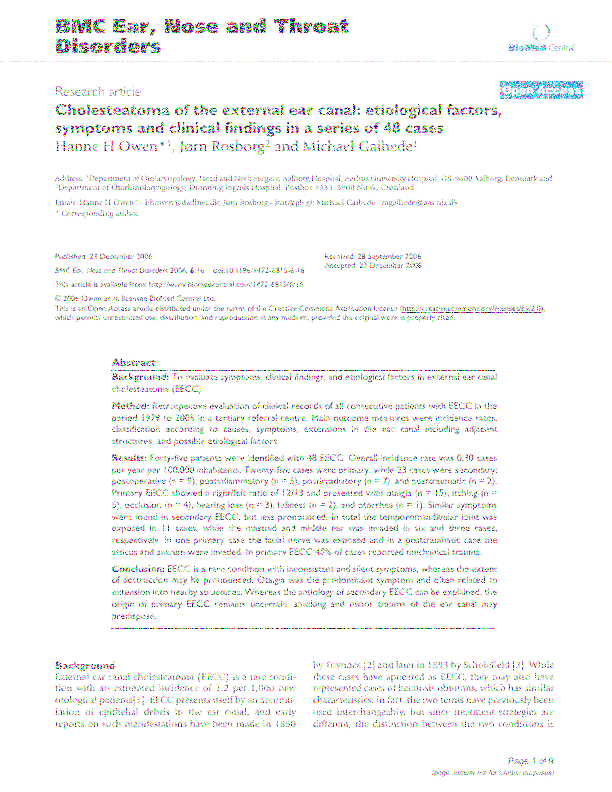 BMC Ear, Nose and Throat
Disorders
BioMed Central
Research article
Open Access
Cholesteatoma of the external ear canal: etiological factors,
symptoms and clinical findings in a series of 48 cases
Hanne H Owen*1, Jørn Rosborg2 and Michael Gaihede1
Address: 1Department of Otolaryngology, Head and Neck Surgery, Aalborg Hospital, Aarhus University Hospital, DK-9000 Aalborg, Denmark and
2Department of Otorhinolaryngology, Dronning Ingrids Hospital, Nuuk, Greenland
Email: Hanne H Owen* - Jørn Rosborg - Michael Gaihede -
* Corresponding author
Published: 23 December 2006
Received: 28 September 2006
Accepted: 23 December 2006
BMC Ear, Nose and Throat Disorders 2006, 6:16 doi:10.1186/1472-6815-6-16
This article is available from: http://www.biomedcentral.com/1472-6815/6/16
© 2006 Owen et al; licensee BioMed Central Ltd.
This is an Open Access article distributed under the terms of the Creative Commons Attribution License (http://creativecommons.org/licenses/by/2.0),
which permits unrestricted use, distribution, and reproduction in any medium, provided the original work is properly cited.
Abstract
Background: To evaluate symptoms, clinical findings, and etiological factors in external ear canal
cholesteatoma (EECC).
Method: Retrospective evaluation of clinical records of all consecutive patients with EECC in the
period 1979 to 2005 in a tertiary referral centre. Main outcome measures were incidence rates,
classification according to causes, symptoms, extensions in the ear canal including adjacent
structures, and possible etiological factors.
Results: Forty-five patients were identified with 48 EECC. Overall incidence rate was 0.30 cases
per year per 100,000 inhabitants. Twenty-five cases were primary, while 23 cases were secondary:
postoperative (n = 9), postinflammatory (n = 5), postirradiatory (n = 7), and posttraumatic (n = 2).
Primary EECC showed a right/left ratio of 12/13 and presented with otalgia (n = 15), itching (n =
5), occlusion (n = 4), hearing loss (n = 3), fullness (n = 2), and otorrhea (n = 1). Similar symptoms
were found in secondary EECC, but less pronounced. In total the temporomandibular joint was
exposed in 11 cases, while the mastoid and middle ear was invaded in six and three cases,
respectively. In one primary case the facial nerve was exposed and in a posttraumatic case the
atticus and antrum were invaded. In primary EECC 48% of cases reported mechanical trauma.
Conclusion: EECC is a rare condition with inconsistent and silent symptoms, whereas the extent
of destruction may be pronounced. Otalgia was the predominant symptom and often related to
extension into nearby structures. Whereas the aetiology of secondary EECC can be explained, the
origin of primary EECC remains uncertain; smoking and minor trauma of the ear canal may
predispose.
Background
External ear canal cholesteatoma (EECC) is a rare condi-
tion with an estimated incidence of 1.2 per 1,000 new
otological patients[1]. EECC presents itself by an accumu-
lation of epithelial debris in the ear canal, and early
reports on such manifestations have been made in 1850
by Toynbee [2] and later in 1893 by Scholefield [3]. While
these cases have appeared as EECC, they may also have
represented cases of keratosis obturans, which has similar
characteristics. In fact, the two terms have previously been
used interchangeably, but since treatment strategies are
different, the distinction between the two conditions is
Page 1 of 9
(page number not for citation purposes)